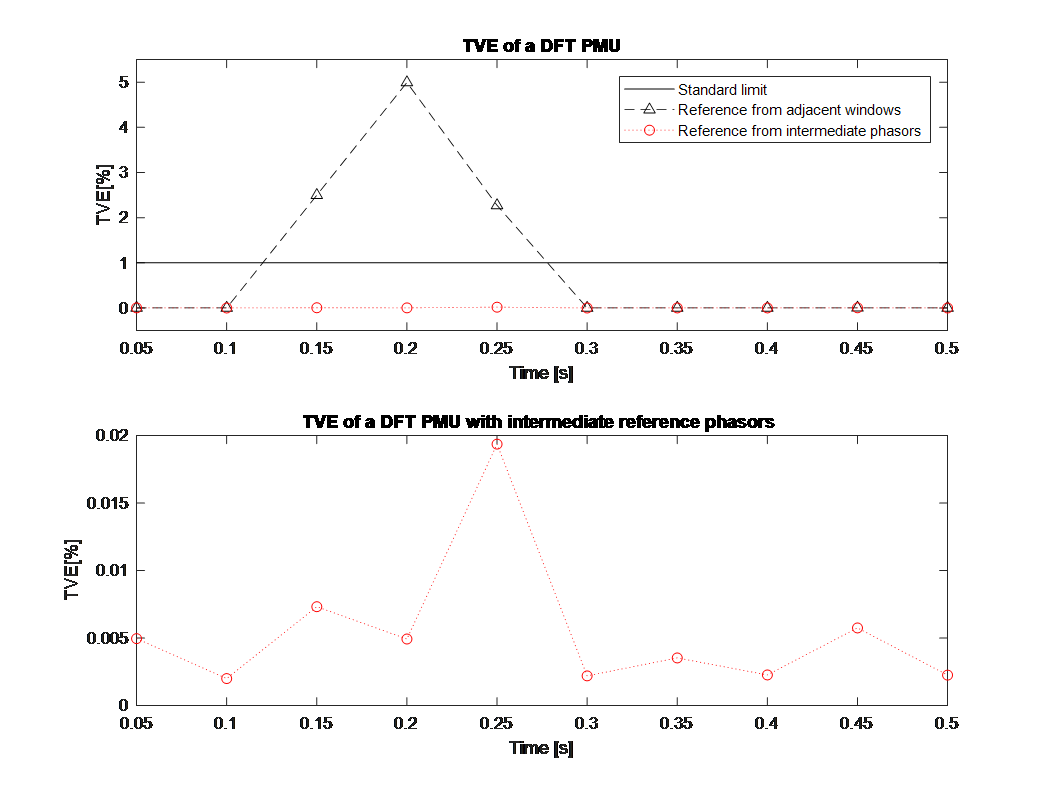 TVE of a DFT PMU
5
4
3
2
1
0
TVE[%]
Standard limit
Reference from adjacent windows
Reference from intermediate phasors
0.05 0.1 0.15 0.2 0.25 0.3 0.35 0.4 0.45 0.5
Time [s]
TVE of a DFT PMU with intermediate reference phasors
0.02
0.015
0.01
0.005
0
TVE[%]
0.05 0.1 0.15 0.2 0.25 0.3 0.35 0.4 0.45 0.5
Time [s]